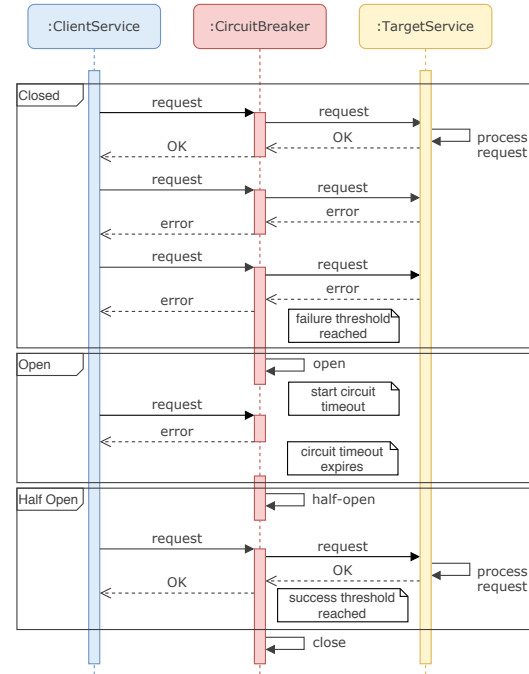 :ClientService
:CircuitBreaker
:TargetService
Closed
request
request
OK
OK
process
request
request
request
error
error
request
request
error
error
failure threshold
reached
Open
open
start circuit
timeout
request
error
circuit timeout
expires
Half Open
half-open
request
request
OK
OK
process
request
success threshold
reached
close